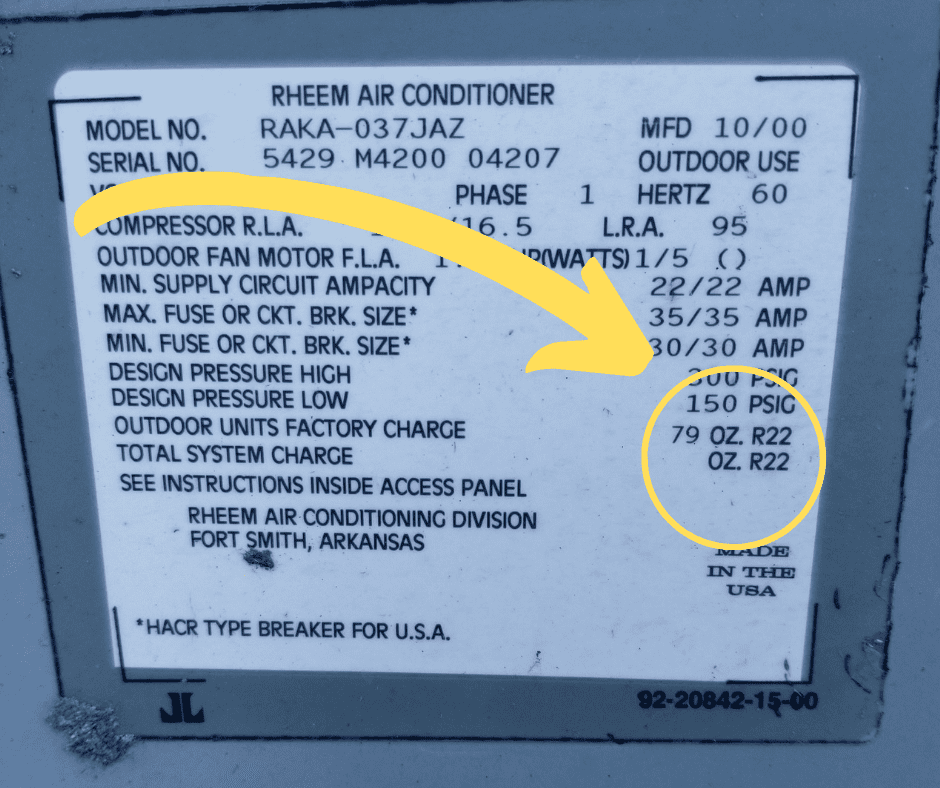 RHEEM AIR CONDITIONER
MODEL NO. RAKA-037JAZ MFD 10/00
SERIAL NO. 5429 M4200 04207 OUTDOOR USE
PHASE 1 HERTZ 60
COMPRESSOR R.L.A. /16.5 L.R.A. 95
OUTDOOR FAN MOTOR F.L.A. HP(WATTS) 1/5 ()
MIN. SUPPLY CIRCUIT AMPACITY 22/22 AMP
MAX. FUSE OR CKT. BRK. SIZE* 35/35 AMP
MIN. FUSE OR CKT. BRK. SIZE* 30/30 AMP
DESIGN PRESSURE HIGH 300 PSIG
DESIGN PRESSURE LOW 150 PSIG
OUTDOOR UNITS FACTORY CHARGE 79 OZ. R22
TOTAL SYSTEM CHARGE OZ. R22
SEE INSTRUCTIONS INSIDE ACCESS PANEL
RHEEM AIR CONDITIONING DIVISION
FORT SMITH, ARKANSAS
MADE
IN THE
USA
*HACR TYPE BREAKER FOR U.S.A.
92-20842-15-00